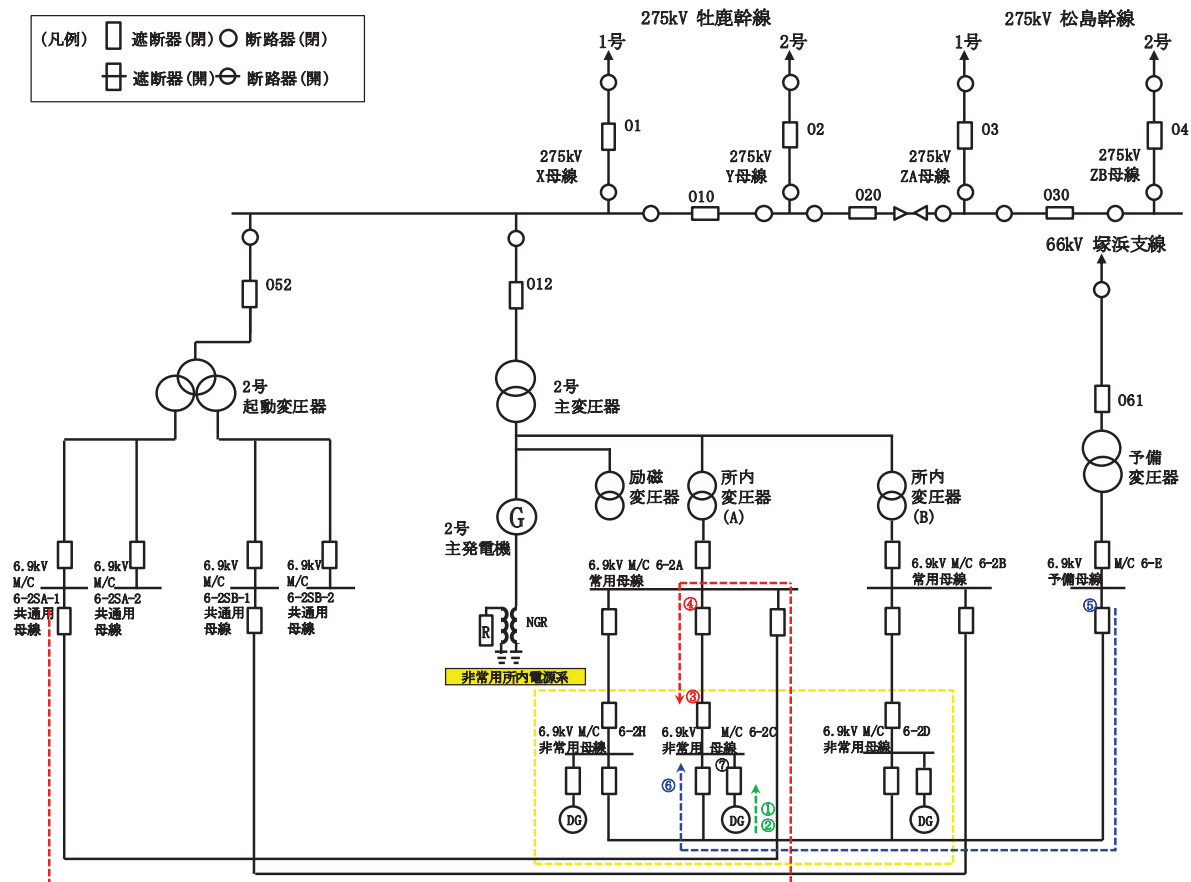 275kV 牡鹿幹線
275kV 松島幹線
(凡例)
遮断器(閉)
断路器(閉)
遮断器(開)
断路器(開)
1号
2号
1号
2号
01
02
03
04
275kV
X母線
275kV
Y母線
275kV
ZA母線
275kV
ZB母線
010
020
030
66kV 塚浜支線
052
012
061
2号
起動変圧器
2号
主変圧器
予備
変圧器
励磁
変圧器
所内
変圧器
(A)
所内
変圧器
(B)
G
2号
主発電機
6.9kV
M/C
6-2SA-1
共通用
母線
6.9kV
M/C
6-2SA-2
共通用
母線
6.9kV
M/C
6-2SB-1
共通用
母線
6.9kV
M/C
6-2SB-2
共通用
母線
6.9kV M/C 6-2A
常用母線
6.9kV M/C 6-2B
常用母線
6.9kV M/C 6-E
予備母線
R
NGR
④
⑤
非常用所内電源系
③
6.9kV M/C 6-2H
非常用母線
6.9kV M/C 6-2C
非常用 母線
6.9kV M/C 6-2D
非常用母線
⑦
⑥
①
②
DG
DG
DG